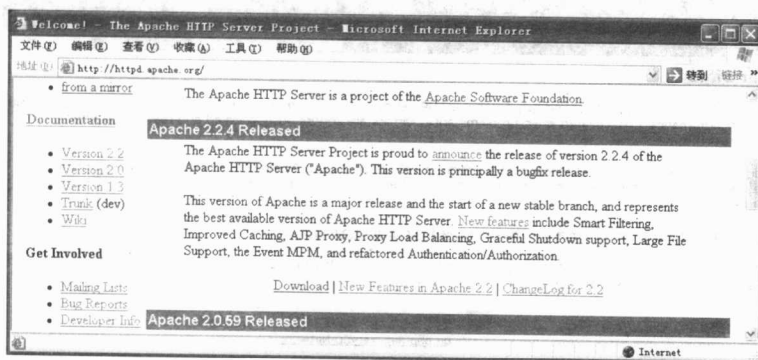 Welcome! - The Apache HTTP Server Project - Microsoft Internet Explorer
文件(F) 编辑(E) 查看(V) 收藏(A) 工具(T) 帮助(H)
地址(D) http://httpd.apache.org/ 转到 链接 »
• from a mirror
The Apache HTTP Server is a project of the Apache Software Foundation.
Documentation
• Version 2.2
• Version 2.0
• Version 1.3
• Trunk (dev)
• Wiki
Get Involved
• Mailing Lists
• Bug Reports
• Developer Info
Apache 2.2.4 Released
The Apache HTTP Server Project is proud to announce the release of version 2.2.4 of the
Apache HTTP Server ("Apache"). This version is principally a bugfix release.
This version of Apache is a major release and the start of a new stable branch, and represents
the best available version of Apache HTTP Server. New features include Smart Filtering,
Improved Caching, AJP Proxy, Proxy Load Balancing, Graceful Shutdown support, Large File
Support, the Event MPM, and refactored Authentication/Authorization.
Download | New Features in Apache 2.2 | ChangeLog for 2.2
Apache 2.0.59 Released
Internet